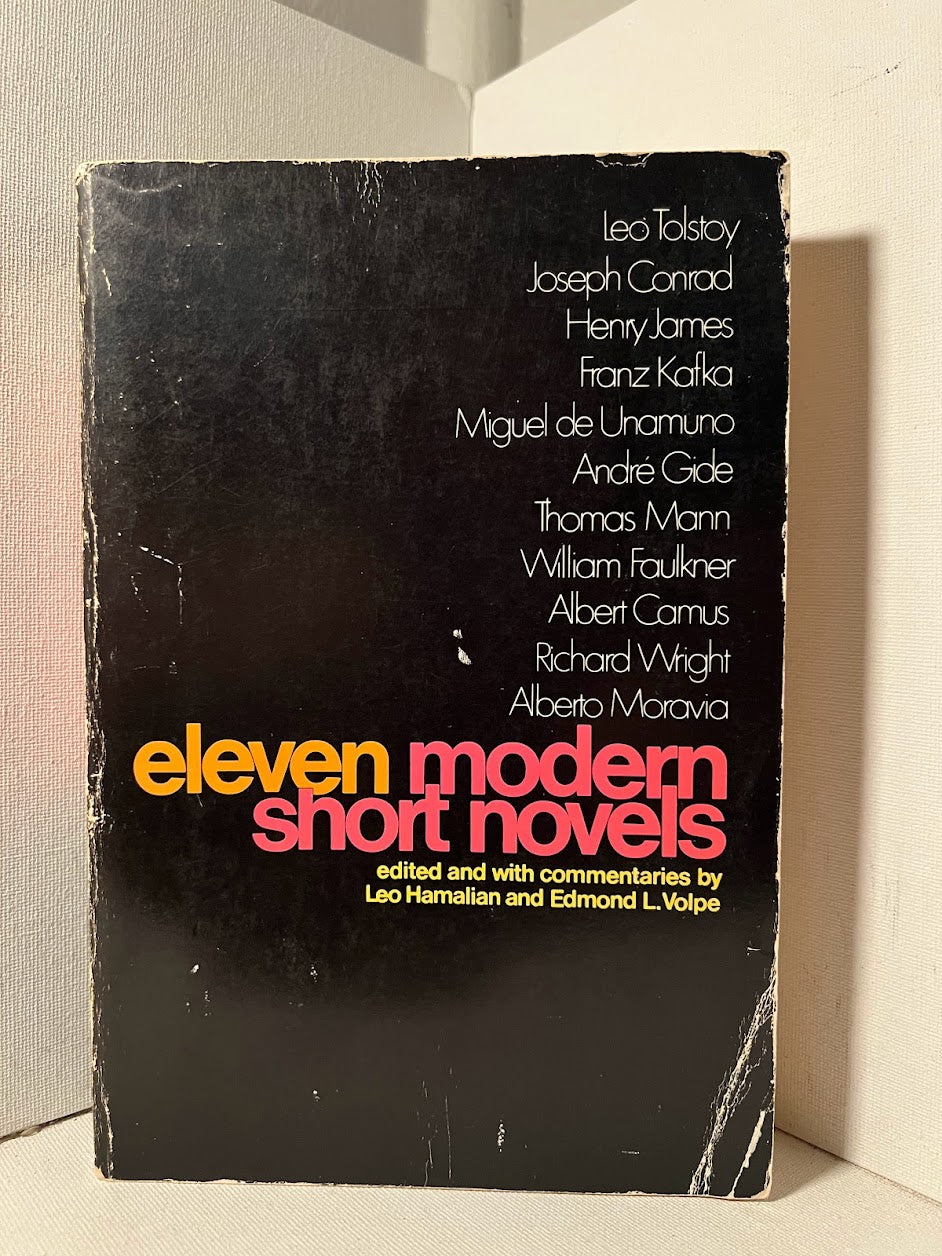 Leo Tolstoy
Joseph Conrad
Henry James
Franz Kafka
Miguel de Unamuno
André Gide
Thomas Mann
William Faulkner
Albert Camus
Richard Wright
Alberto Moravia
eleven modern
short novels
edited and with commentaries by
Leo Hamalian and Edmond L. Volpe